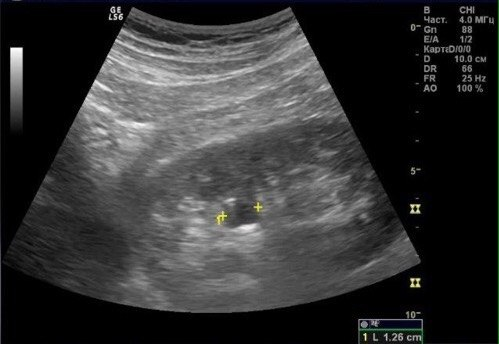 GE
L56
B CHI
Част. 4.0 МГц
Gn 88
E/A 1/2
КартаD/0/0
D 10.0 см
DR 66
FR 25 Hz
AO 100 %
0
5
10
1 L 1.26 cm